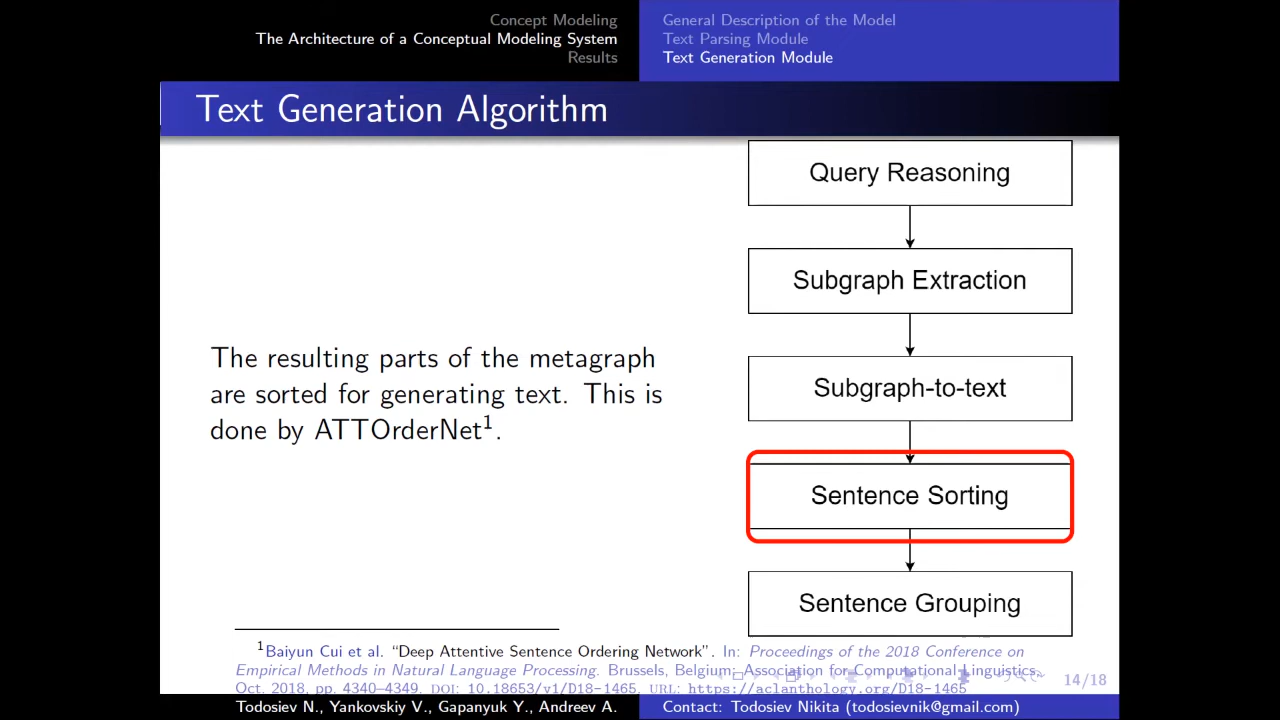 Concept Modeling
The Architecture of a Conceptual Modeling System
Results
General Description of the Model
Text Parsing Module
Text Generation Module
Text Generation Algorithm
The resulting parts of the metagraph
are sorted for generating text. This is
done by ATTOrderNet¹.
Query Reasoning
Subgraph Extraction
Subgraph-to-text
Sentence Sorting
Sentence Grouping
¹Baiyun Cui et al. “Deep Attentive Sentence Ordering Network”. In: Proceedings of the 2018 Conference on
Empirical Methods in Natural Language Processing. Brussels, Belgium: Association for Computational Linguistics,
Oct. 2018, pp. 4340–4349. DOI: 10.18653/v1/D18-1465. URL: https://aclanthology.org/D18-1465
14/18
Todosiev N., Yankovskiy V., Gapanyuk Y., Andreev A.
Contact: Todosiev Nikita (todosievnik@gmail.com)